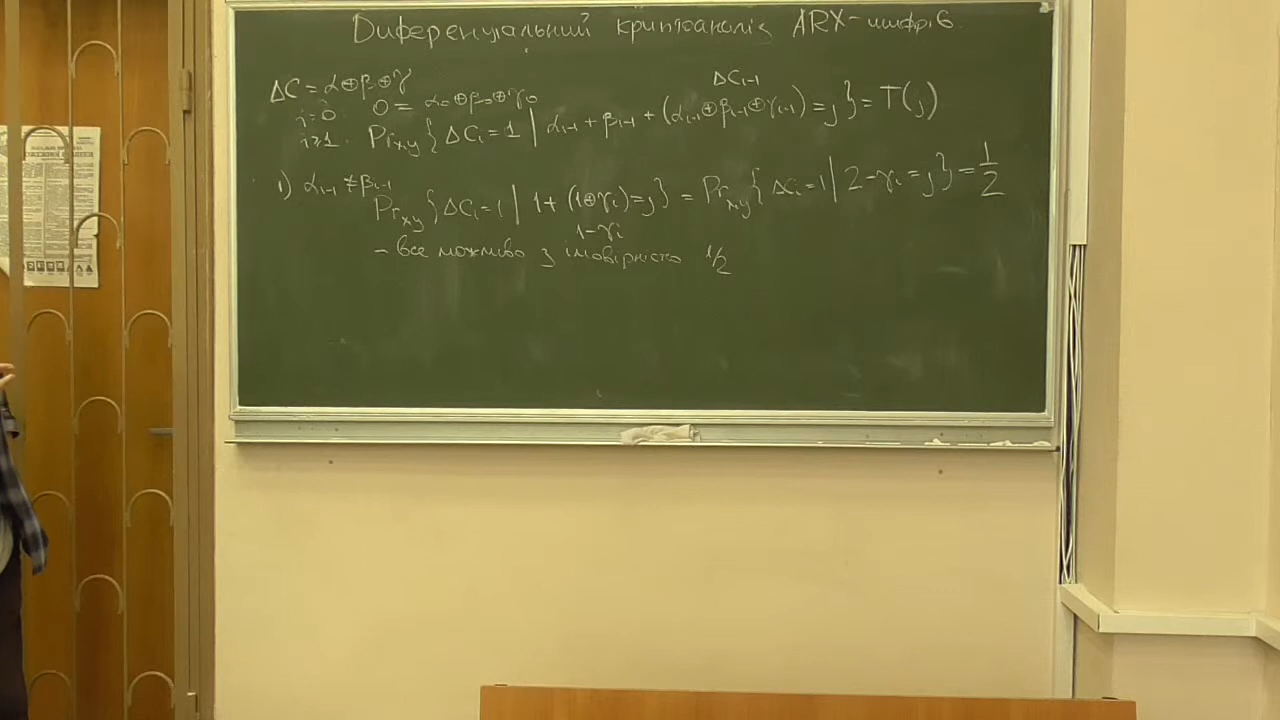 Диференціальний криптоаналіз ARX-шифрів
ΔC = α⊕β⊕γ
i=0: 0 = α₀⊕β₀⊕γ₀
ΔCᵢ₋₁
i≥1: Pr_{x,y} { ΔCᵢ = 1 | αᵢ₋₁ + βᵢ₋₁ + (αᵢ₋₁⊕βᵢ₋₁⊕γᵢ₋₁) = j } = T(j)
1) αᵢ₋₁ ≠ βᵢ₋₁
Pr_{x,y} { ΔCᵢ = 1 | 1 + (1⊕γᵢ) = j } = Pr_{x,y} { ΔCᵢ = 1 | 2 - γᵢ = j } = 1/2
1 - γᵢ
- все можливо з імовірністю 1/2